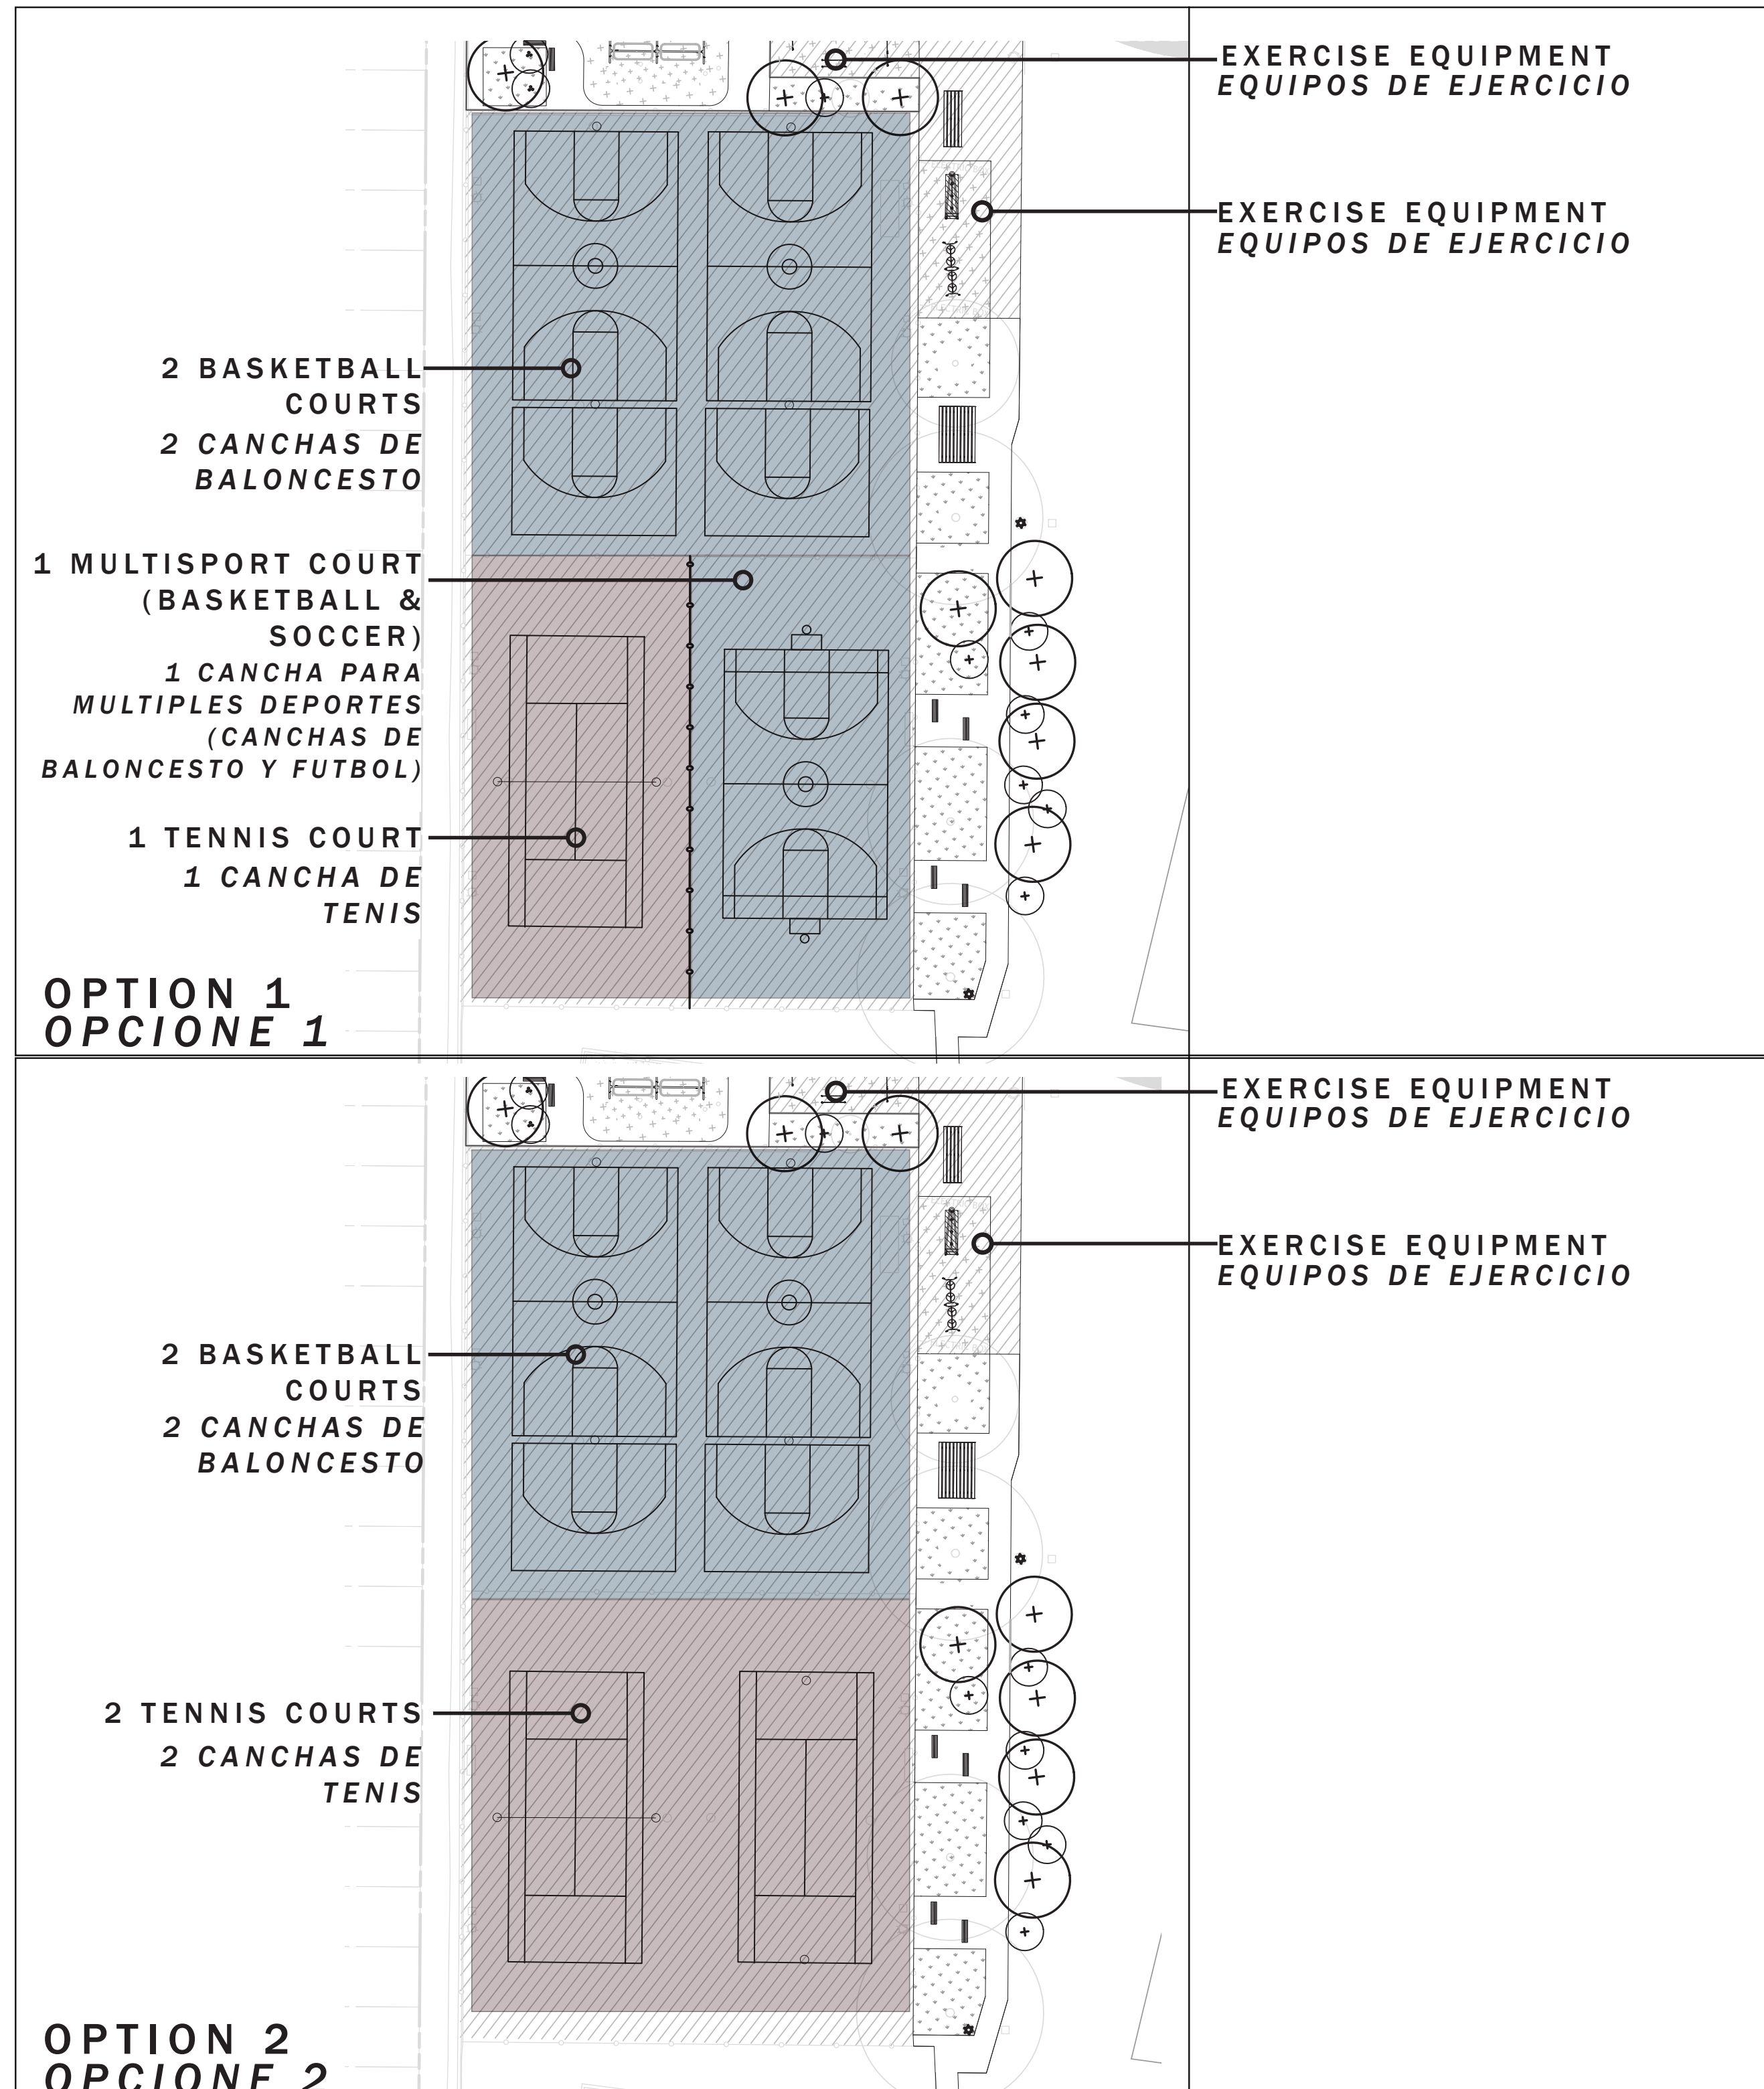 EXERCISE EQUIPMENT
EQUIPOS DE EJERCICIO
EXERCISE EQUIPMENT
EQUIPOS DE EJERCICIO
2 BASKETBALL
COURTS
2 CANCHAS DE
BALONCESTO
1 MULTISPORT COURT
(BASKETBALL &
SOCCER)
1 CANCHA PARA
MULTIPLES DEPORTES
(CANCHAS DE
BALONCESTO Y FUTBOL)
1 TENNIS COURT
1 CANCHA DE
TENIS
OPTION 1
OPCIONE 1
EXERCISE EQUIPMENT
EQUIPOS DE EJERCICIO
EXERCISE EQUIPMENT
EQUIPOS DE EJERCICIO
2 BASKETBALL
COURTS
2 CANCHAS DE
BALONCESTO
2 TENNIS COURTS
2 CANCHAS DE
TENIS
OPTION 2
OPCIONE 2